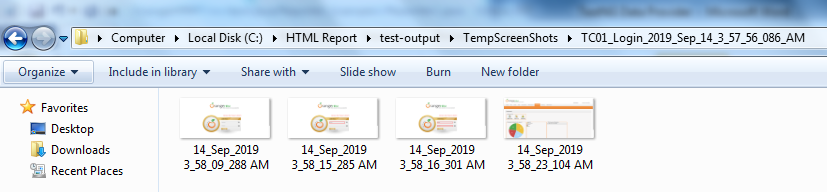 Computer ▸ Local Disk (C:) ▸ HTML Report ▸ test-output ▸ TempScreenShots ▸ TC01_Login_2019_Sep_14_3_57_56_086_AM
Organize ▾ Include in library ▾ Share with ▾ Slide show Burn New folder
Favorites
Desktop
Downloads
Recent Places
14_Sep_2019
3_58_09_288 AM
14_Sep_2019
3_58_15_285 AM
14_Sep_2019
3_58_16_301 AM
14_Sep_2019
3_58_23_104 AM